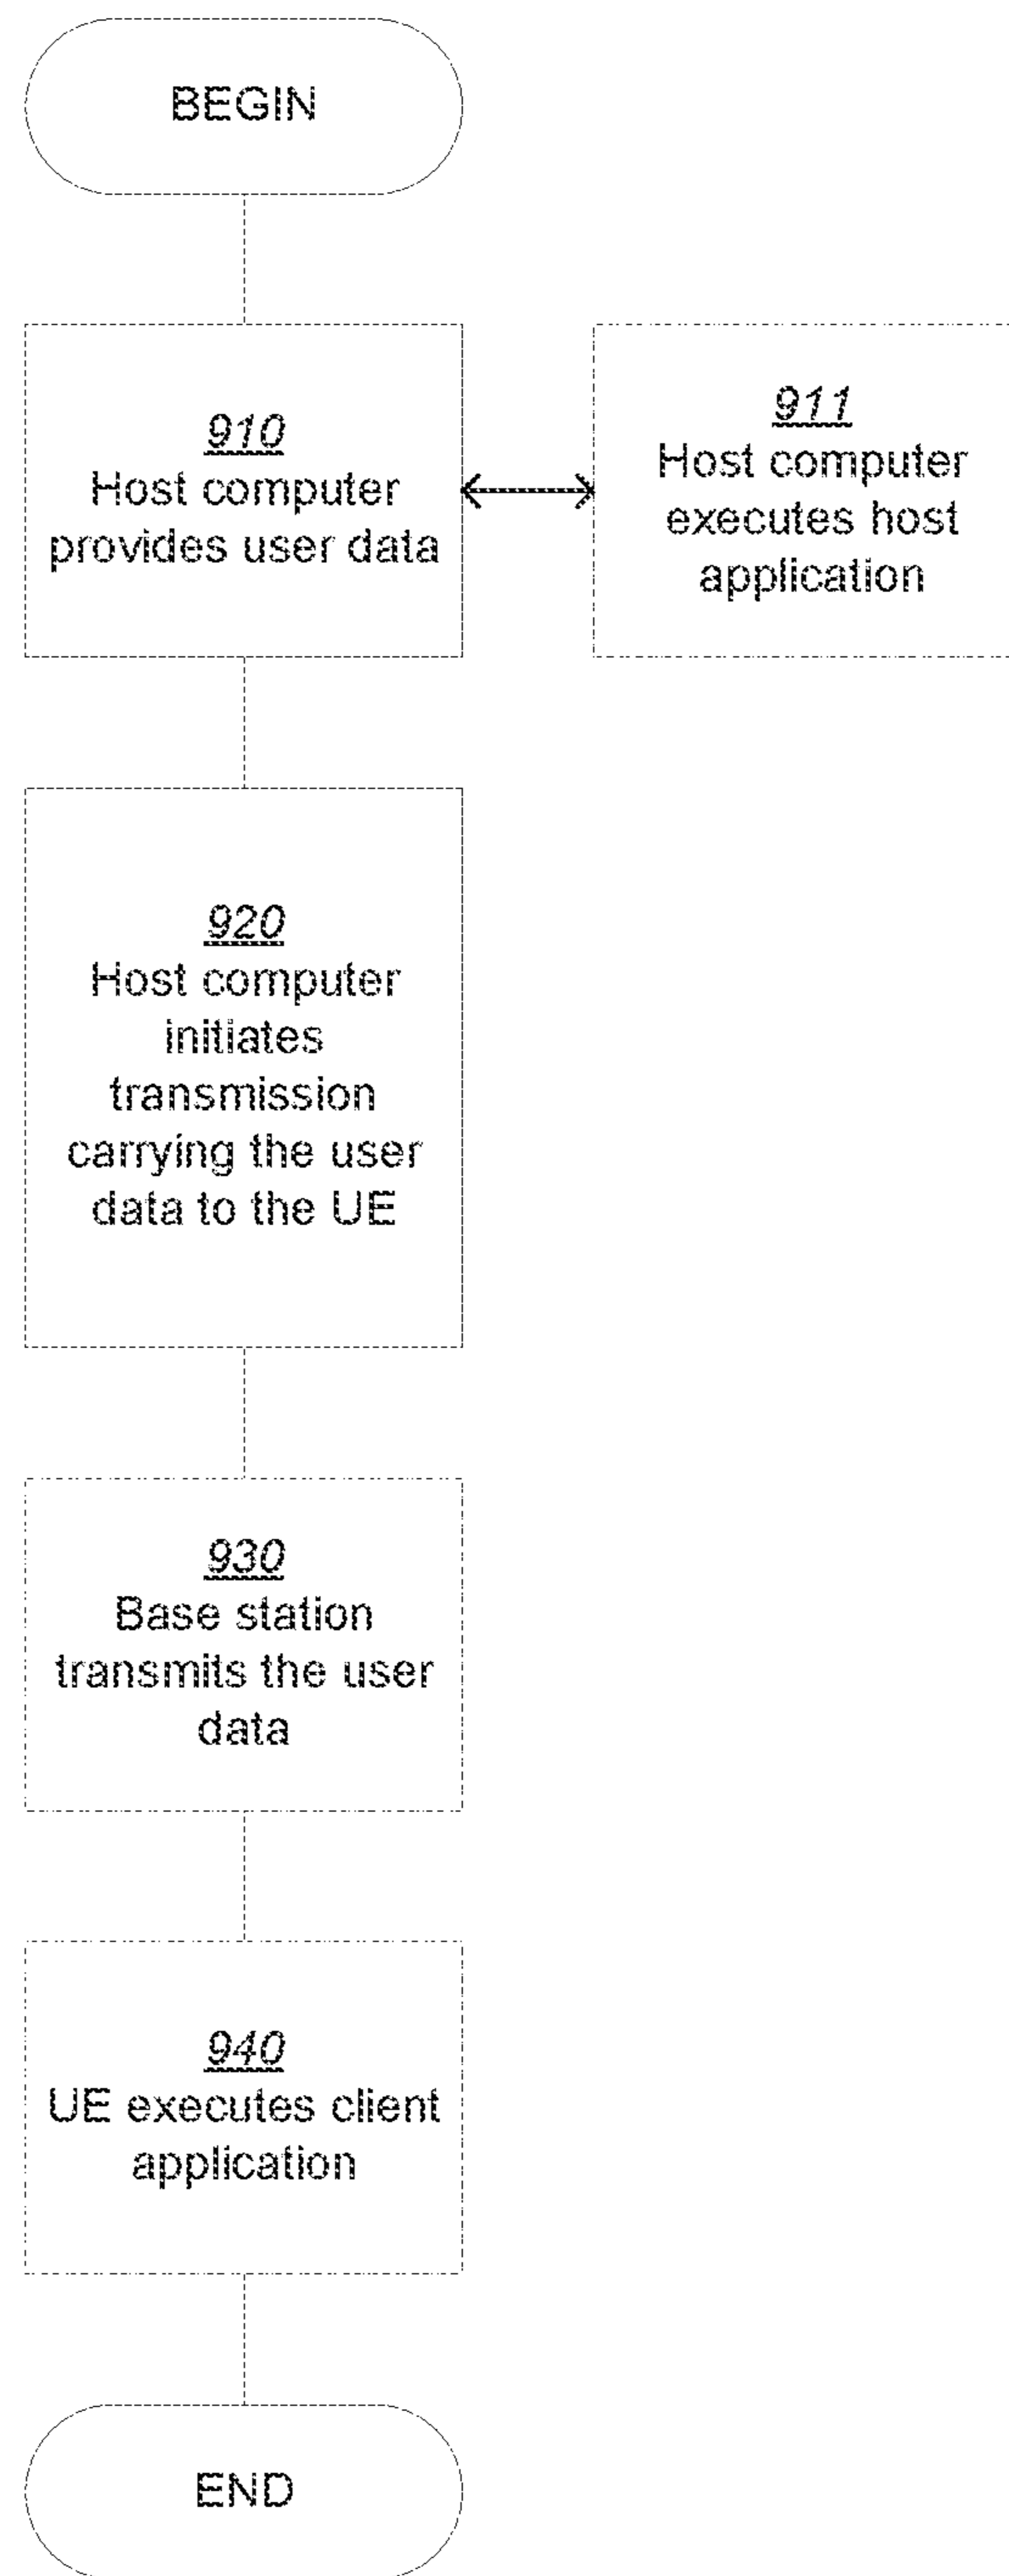 BEGIN
910
Host computer
provides user data
911
Host computer
executes host
application
920
Host computer
initiates
transmission
carrying the user
data to the UE
930
Base station
transmits the user
data
940
UE executes client
application
END